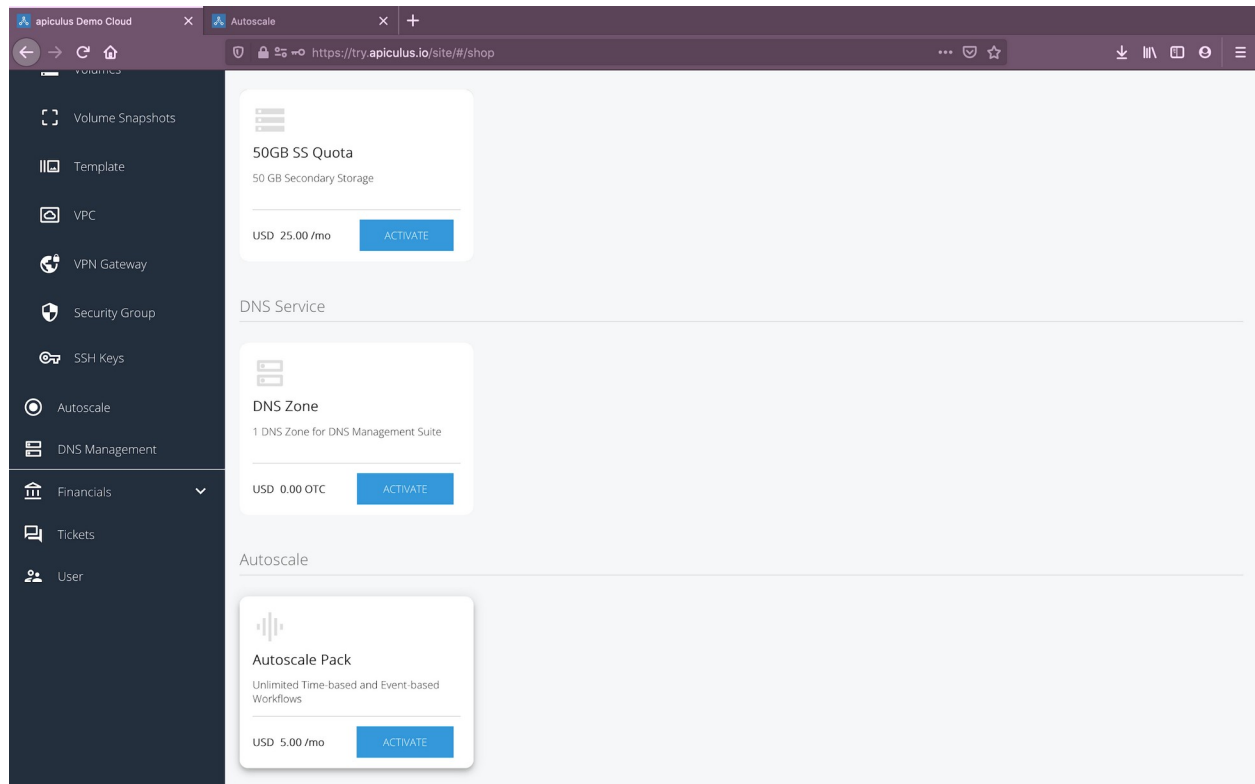 apiculus Demo Cloud
Autoscale
https://try.apiculus.io/site/#/shop
Volumes
Volume Snapshots
Template
VPC
VPN Gateway
Security Group
SSH Keys
Autoscale
DNS Management
Financials
Tickets
User
50GB SS Quota
50 GB Secondary Storage
USD 25.00 /mo
ACTIVATE
DNS Service
DNS Zone
1 DNS Zone for DNS Management Suite
USD 0.00 OTC
ACTIVATE
Autoscale
Autoscale Pack
Unlimited Time-based and Event-based
Workflows
USD 5.00 /mo
ACTIVATE